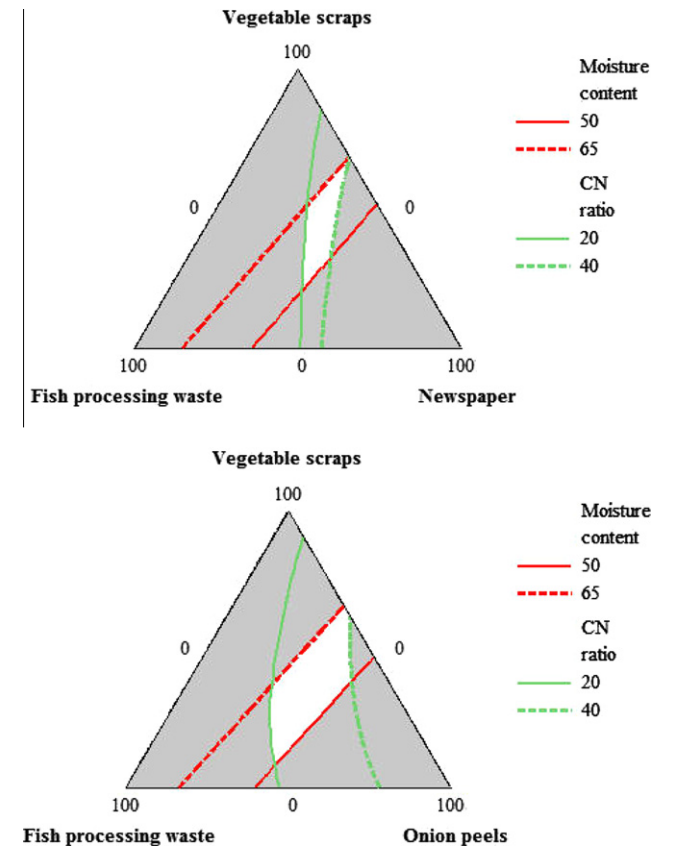 Vegetable scraps
100
Moisture
content
50
65
CN
ratio
20
40
0
0
100
0
100
Fish processing waste
Newspaper
Vegetable scraps
100
Moisture
content
50
65
CN
ratio
20
40
0
0
100
0
100
Fish processing waste
Onion peels